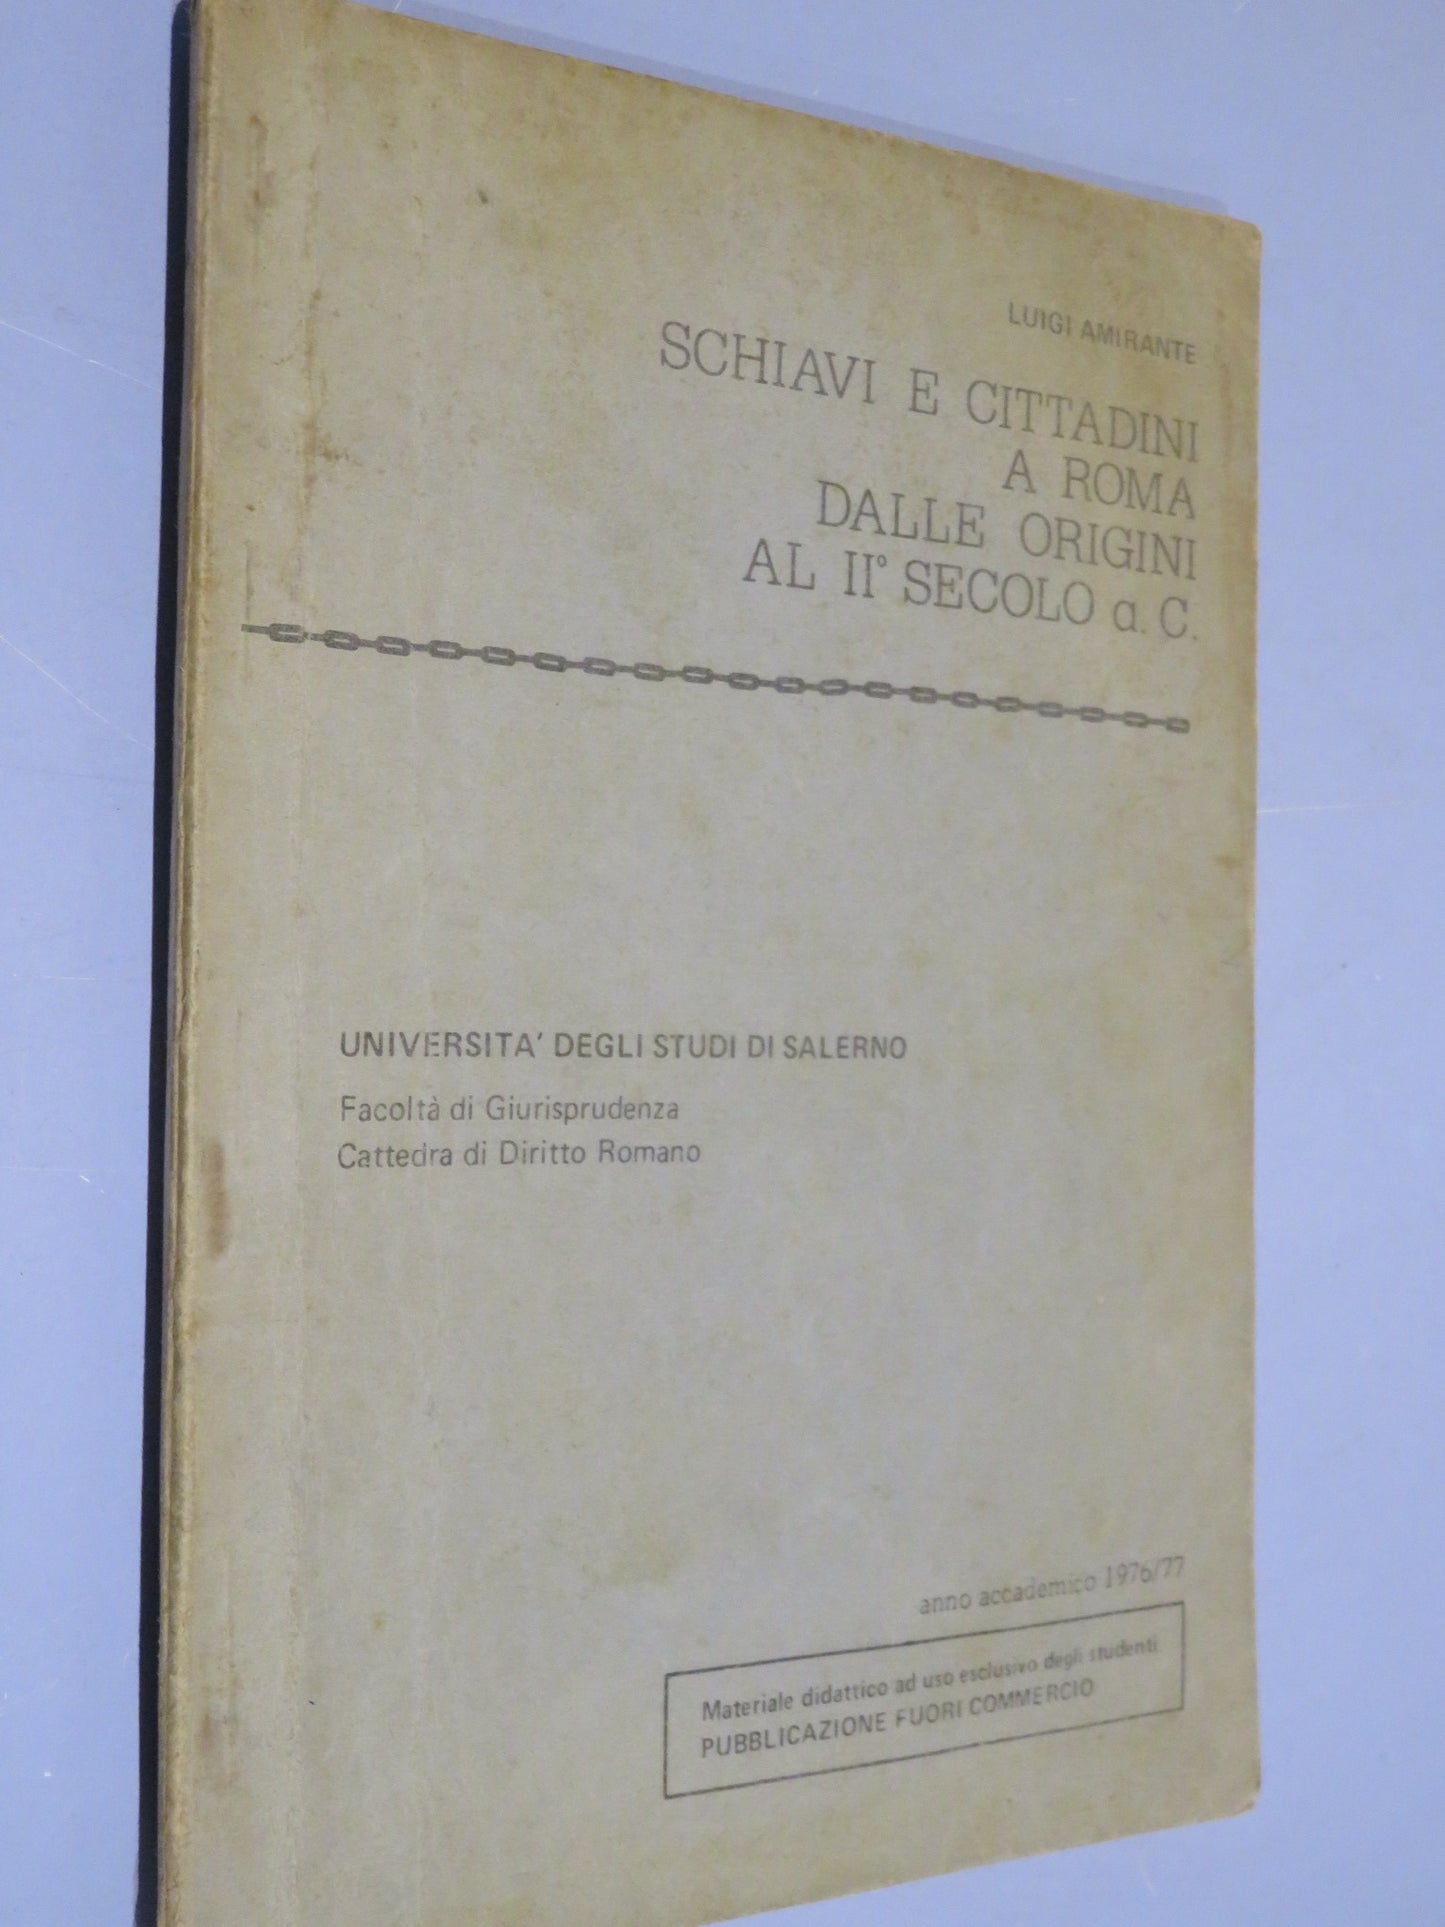 LUIGI AMIRANTE
SCHIAVI E CITTADINI
A ROMA
DALLE ORIGINI
AL II° SECOLO a. C.
UNIVERSITA' DEGLI STUDI DI SALERNO
Facoltà di Giurisprudenza
Cattedra di Diritto Romano
anno accademico 1976/77
Materiale didattico ad uso esclusivo degli studenti
PUBBLICAZIONE FUORI COMMERCIO